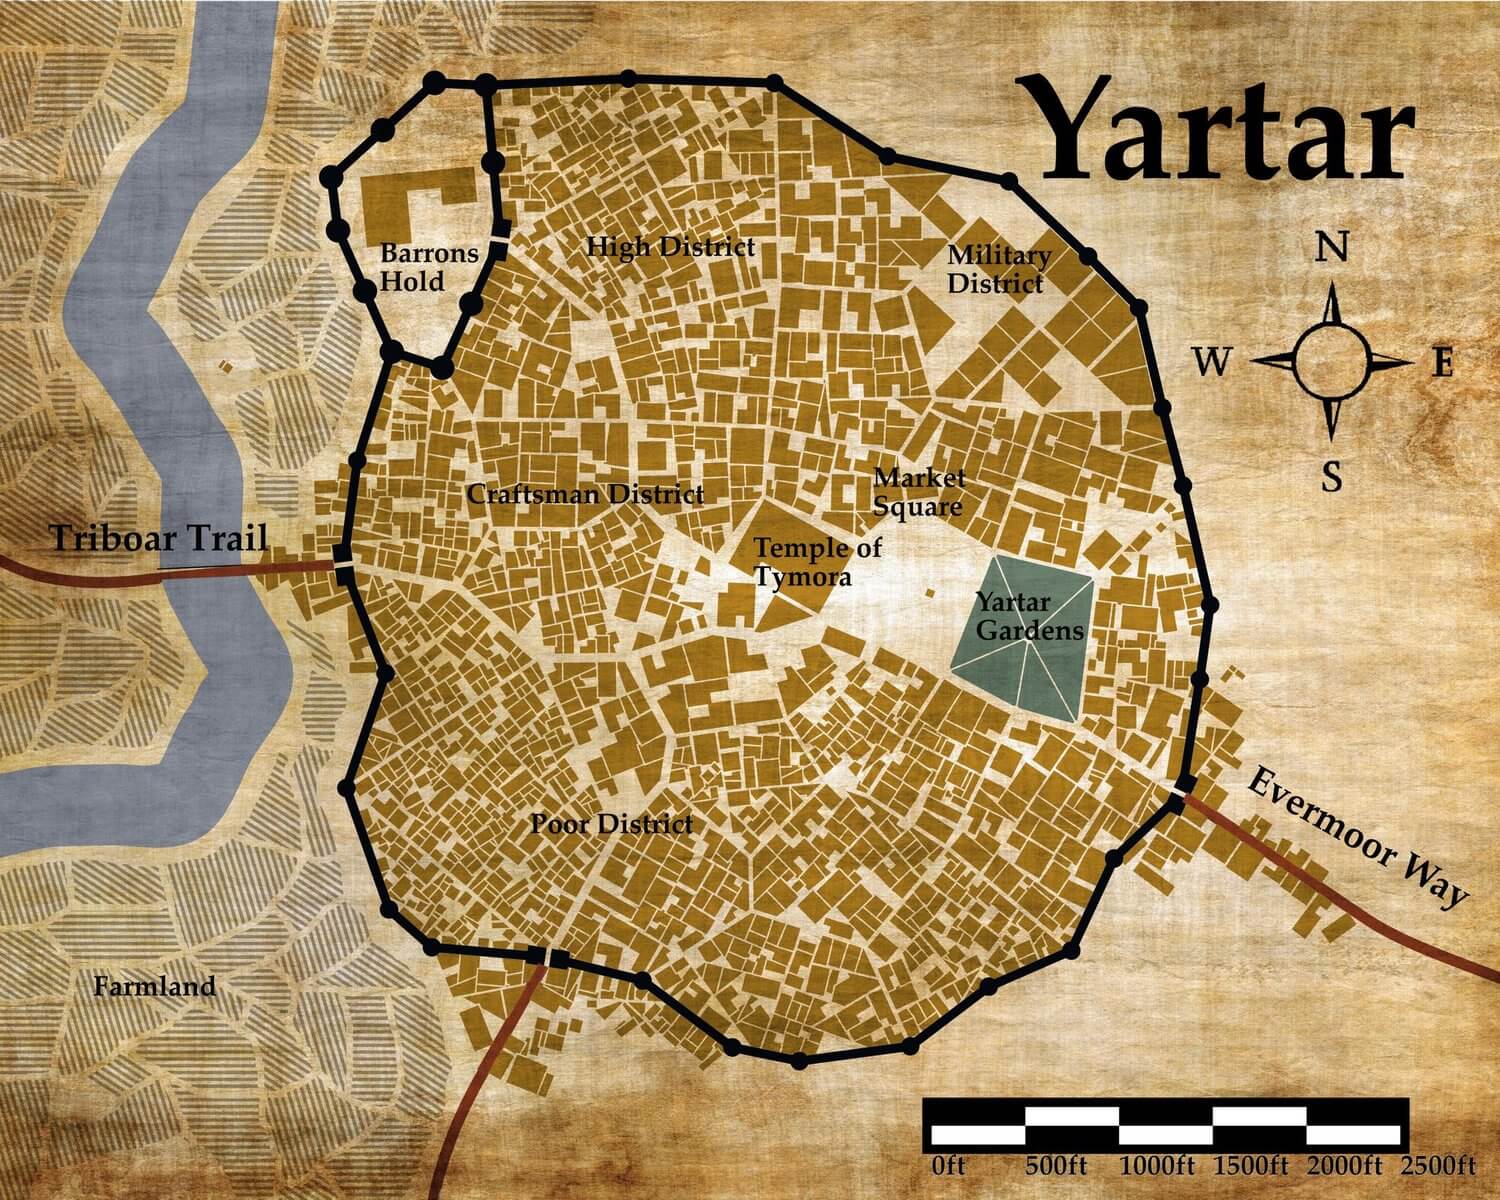 Yartar
N
W
E
S
Barrons
Hold
High District
Military
District
Craftsman District
Market
Square
Triboar Trail
Temple of
Tymora
Yartar
Gardens
Poor District
Evermoor Way
Farmland
0ft 500ft 1000ft 1500ft 2000ft 2500ft